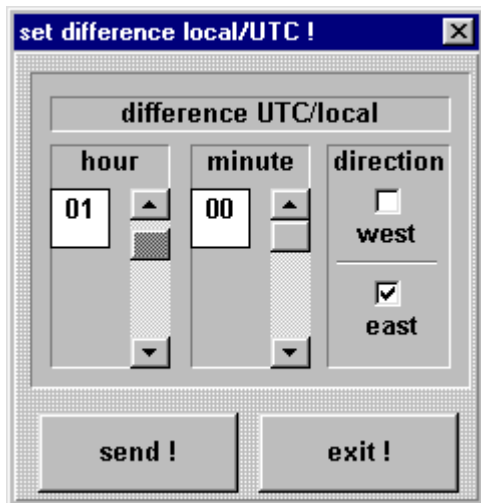 set difference local/UTC !
difference UTC/local
hour minute direction
01 00
west
east
send ! exit !